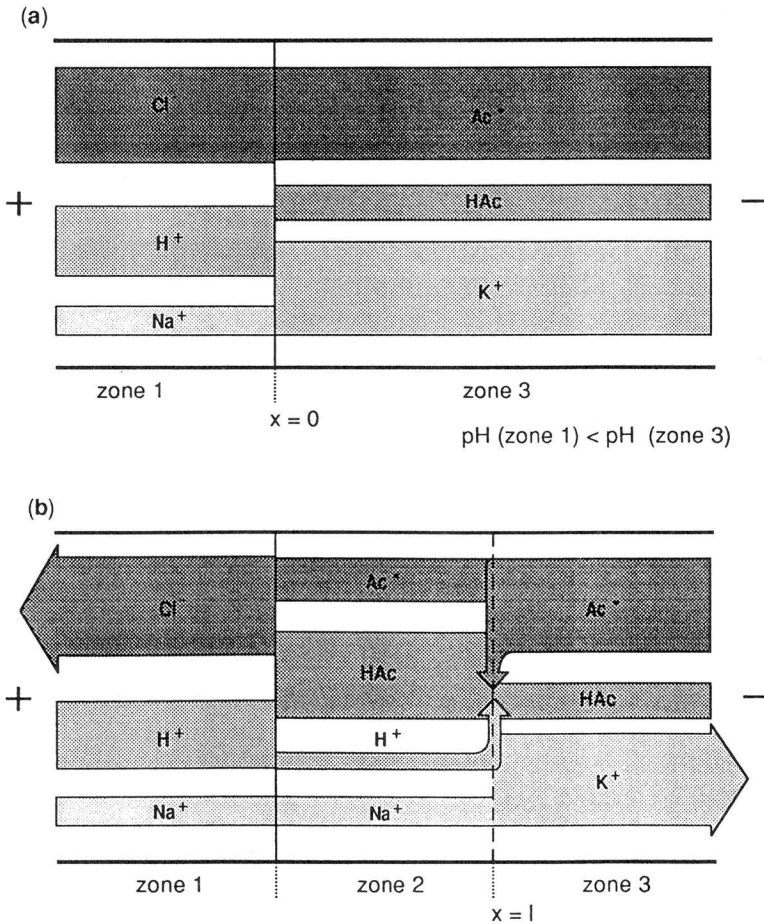 (a)
Cl⁻
Ac⁻
+ HAc −
H⁺
K⁺
Na⁺
zone 1 zone 3
x = 0
pH (zone 1) < pH (zone 3)
(b)
Cl⁻ Ac⁻ Ac⁻
+ HAc HAc −
H⁺ H⁺
K⁺
Na⁺ Na⁺
zone 1 zone 2 zone 3
x = l